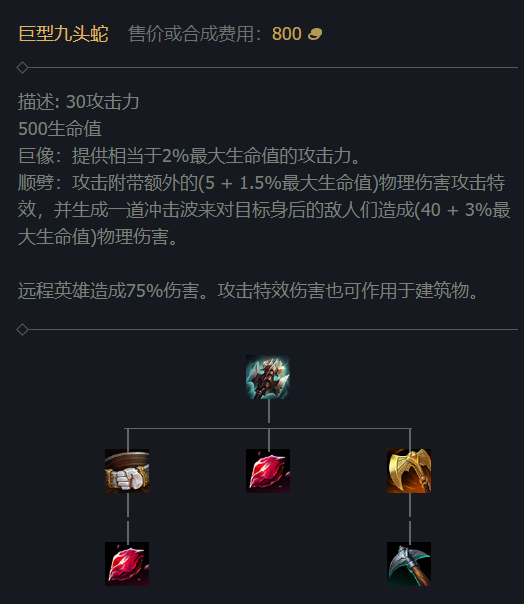 巨型九头蛇 售价或合成费用：800
描述: 30攻击力
500生命值
巨像：提供相当于2%最大生命值的攻击力。
顺劈：攻击附带额外的(5 + 1.5%最大生命值)物理伤害攻击特
效，并生成一道冲击波来对目标身后的敌人们造成(40 + 3%最
大生命值)物理伤害。
远程英雄造成75%伤害。攻击特效伤害也可作用于建筑物。